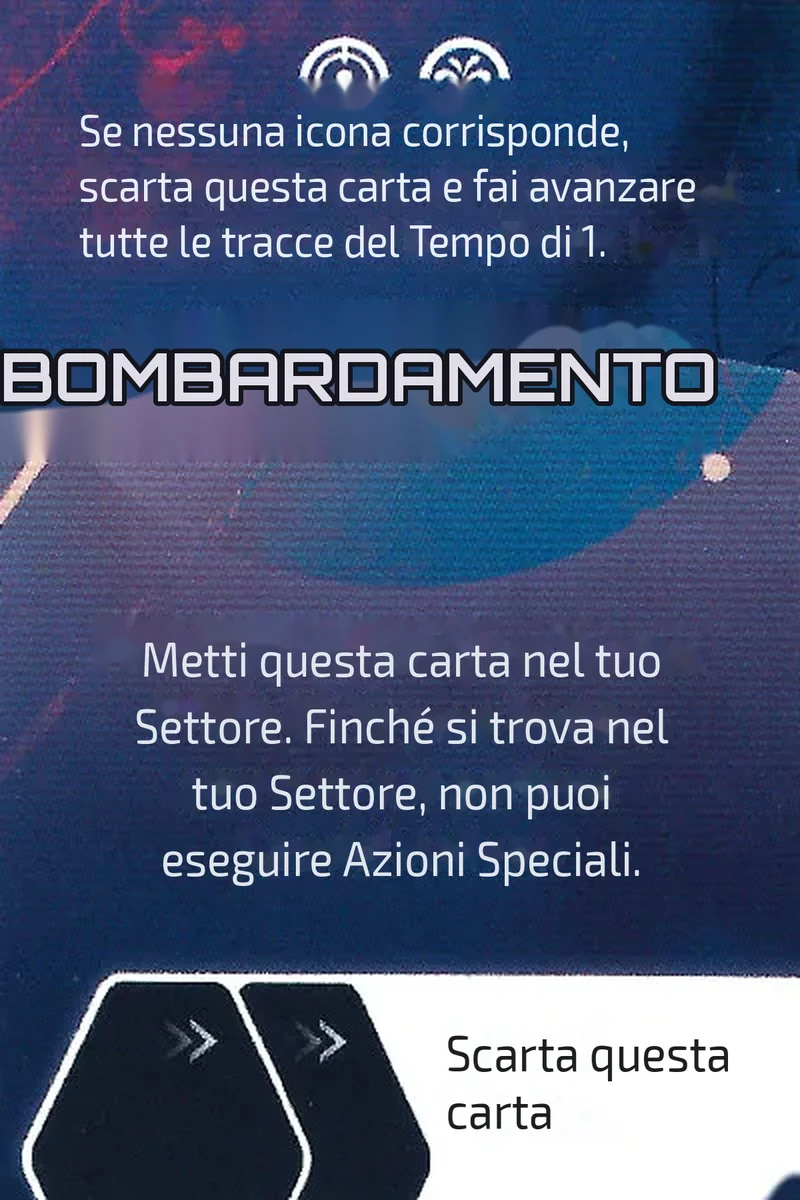 Se nessuna icona corrisponde,
scarta questa carta e fai avanzare
tutte le tracce del Tempo di 1.
BOMBARDAMENTO
Metti questa carta nel tuo
Settore. Finché si trova nel
tuo Settore, non puoi
eseguire Azioni Speciali.
Scarta questa
carta